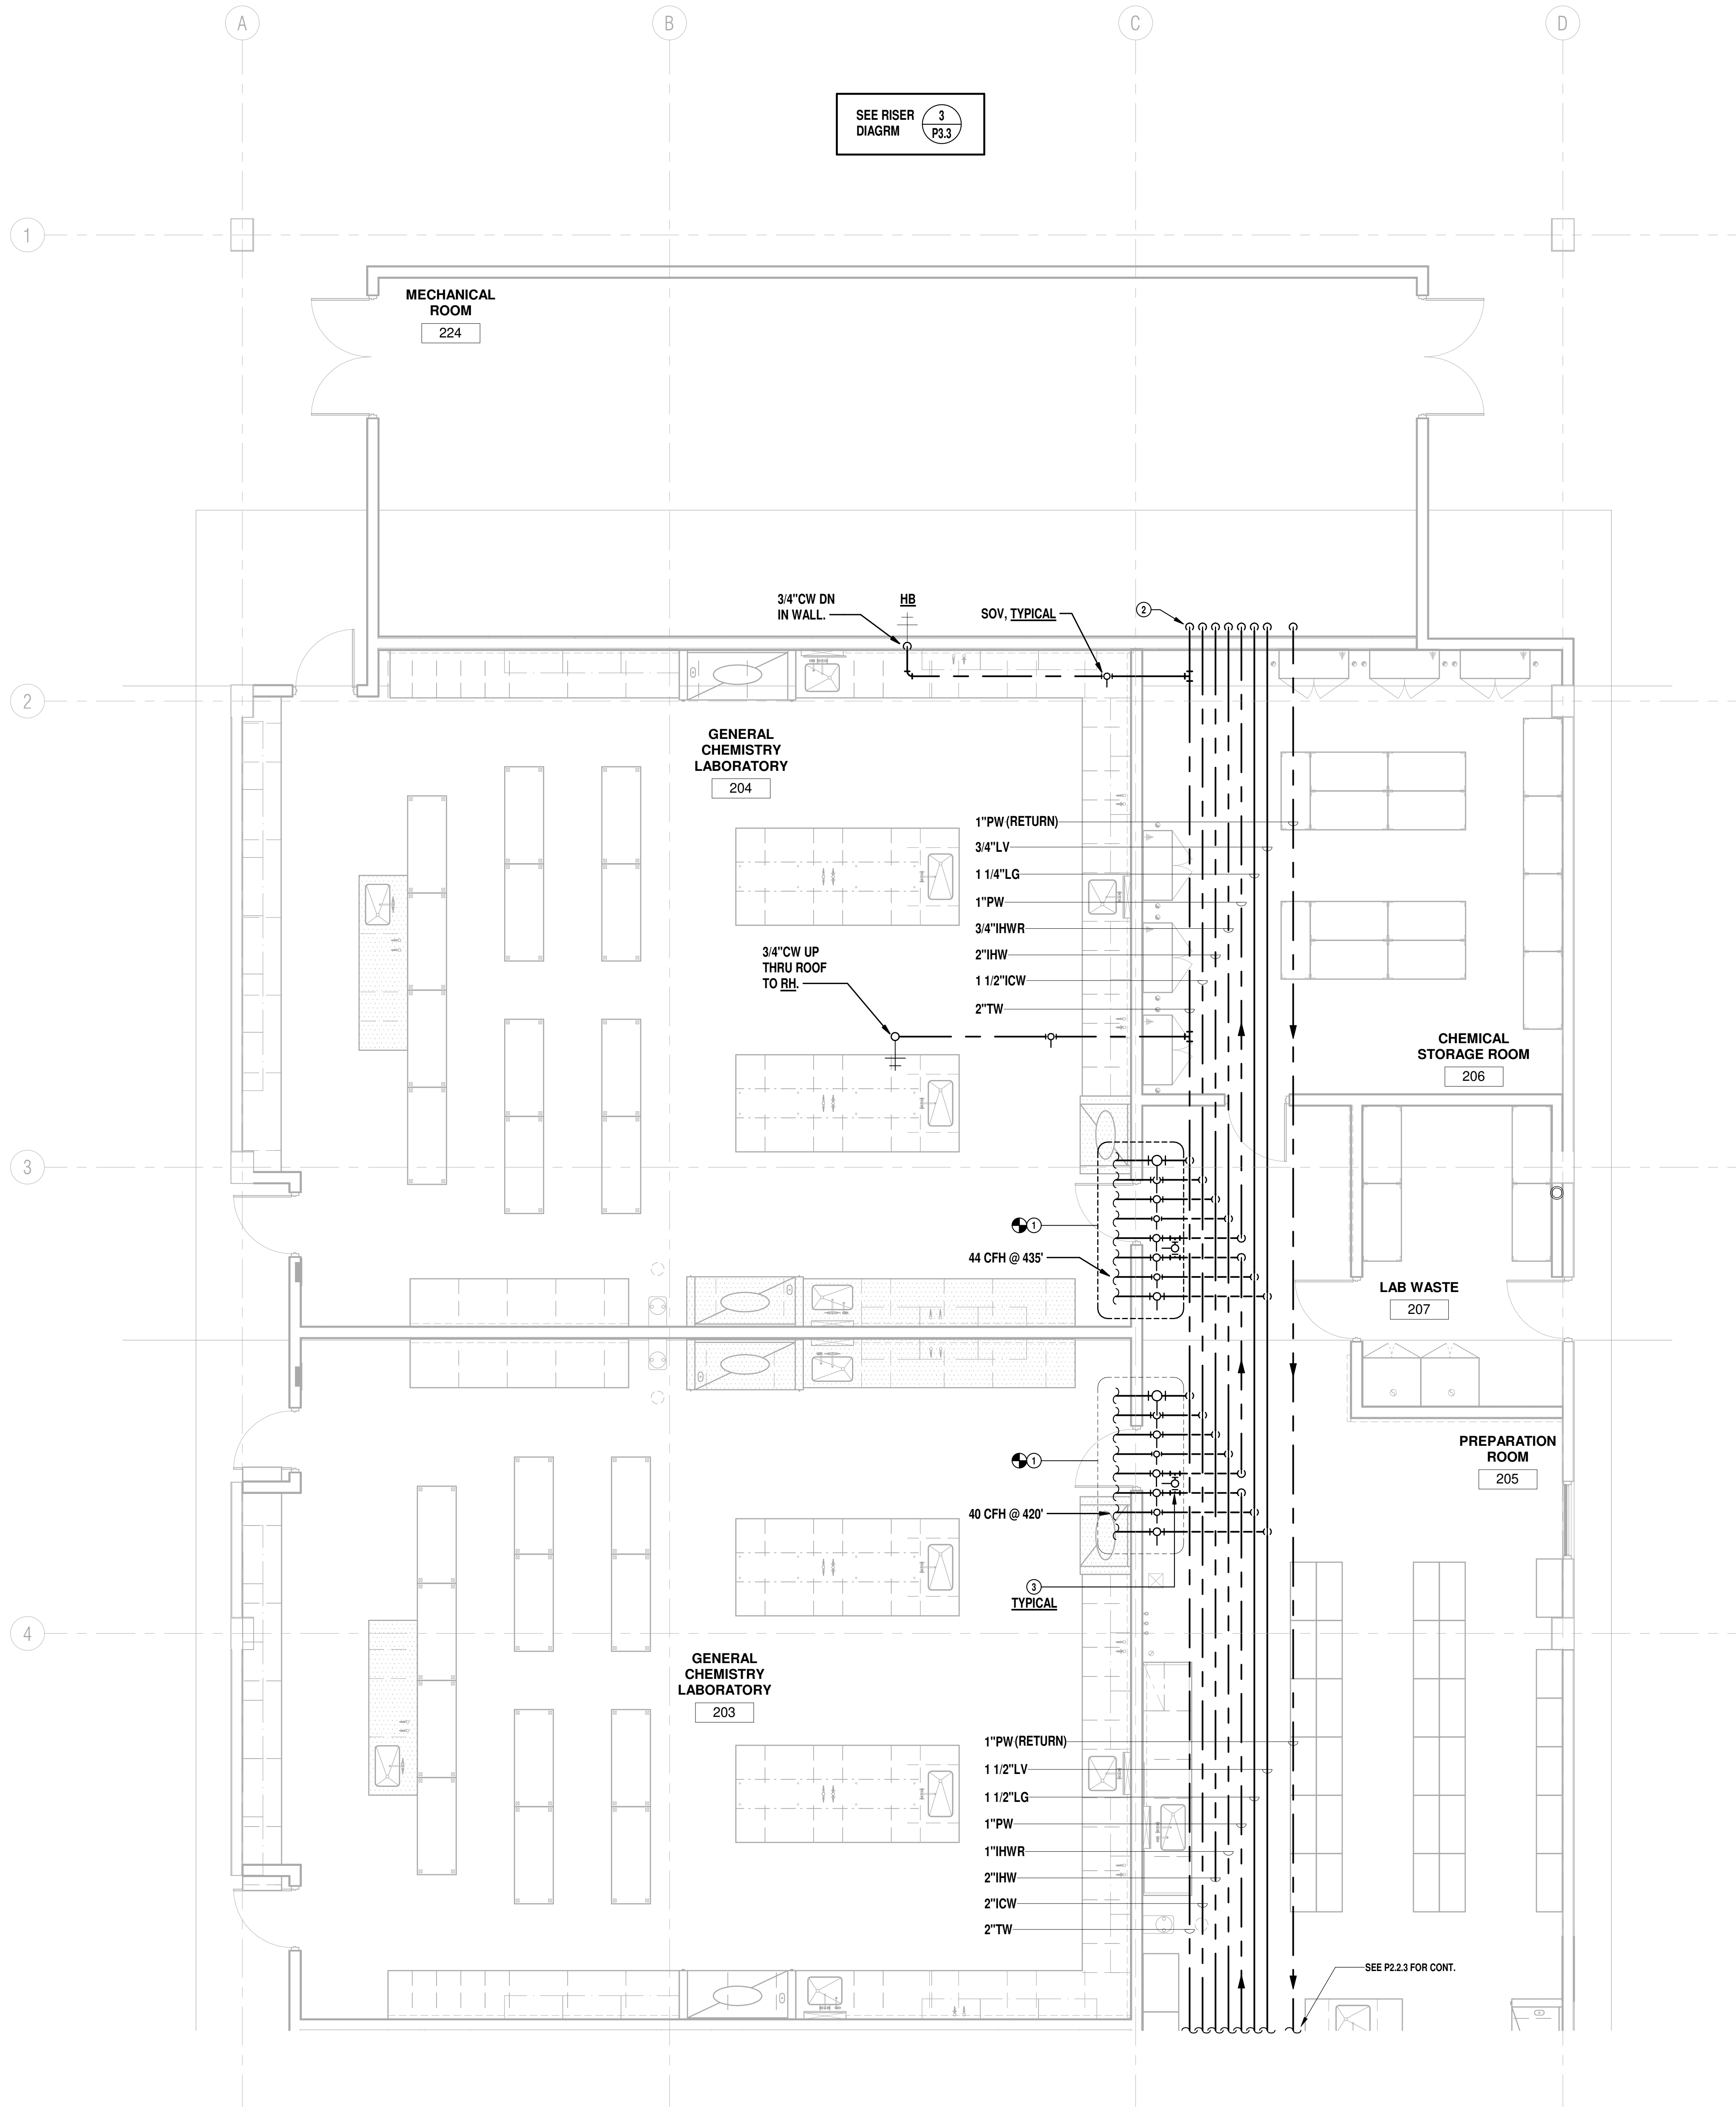 A
B
C
D
SEE RISER
DIAGRM
3
P3.3
1
MECHANICAL
ROOM
224
3/4"CW DN
IN WALL.
HB
SOV, TYPICAL
2
2
GENERAL
CHEMISTRY
LABORATORY
204
1"PW (RETURN)
3/4"LV
1 1/4"LG
1"PW
3/4"IHWR
2"IHW
1 1/2"ICW
2"TW
3/4"CW UP
THRU ROOF
TO RH.
CHEMICAL
STORAGE ROOM
206
3
1
44 CFH @ 435'
LAB WASTE
207
PREPARATION
ROOM
205
1
40 CFH @ 420'
3
TYPICAL
4
GENERAL
CHEMISTRY
LABORATORY
203
1"PW (RETURN)
1 1/2"LV
1 1/2"LG
1"PW
1"IHWR
2"IHW
2"ICW
2"TW
SEE P2.2.3 FOR CONT.